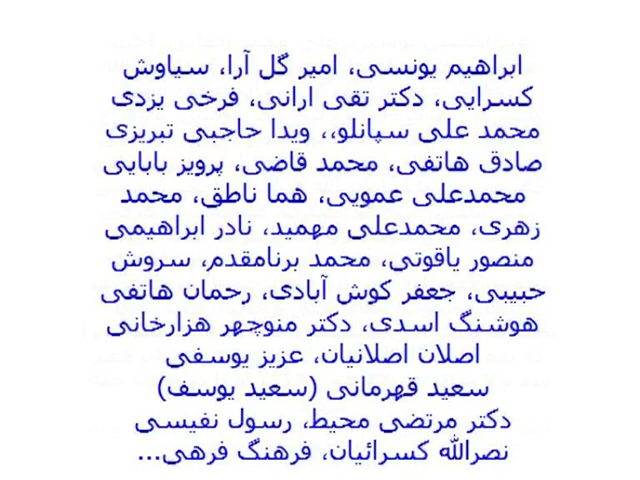 ابراهیم یونسی، امیر گل آرا، سیاوش
کسرایی، دکتر تقی ارانی، فرخی یزدی
محمد علی سپانلو،، ویدا حاجبی تبریزی
صادق هاتفی، محمد قاضی، پرویز بابایی
محمدعلی عمویی، هما ناطق، محمد
زهری، محمدعلی مهمید، نادر ابراهیمی
منصور یاقوتی، محمد برنامقدم، سروش
حبیبی، جعفر کوش آبادی، رحمان هاتفی
هوشنگ اسدی، دکتر منوچهر هزارخانی
اصلان اصلانیان، عزیز یوسفی
سعید قهرمانی (سعید یوسف)
دکتر مرتضی محیط، رسول نفیسی
نصرالله کسرائیان، فرهنگ فرهی...